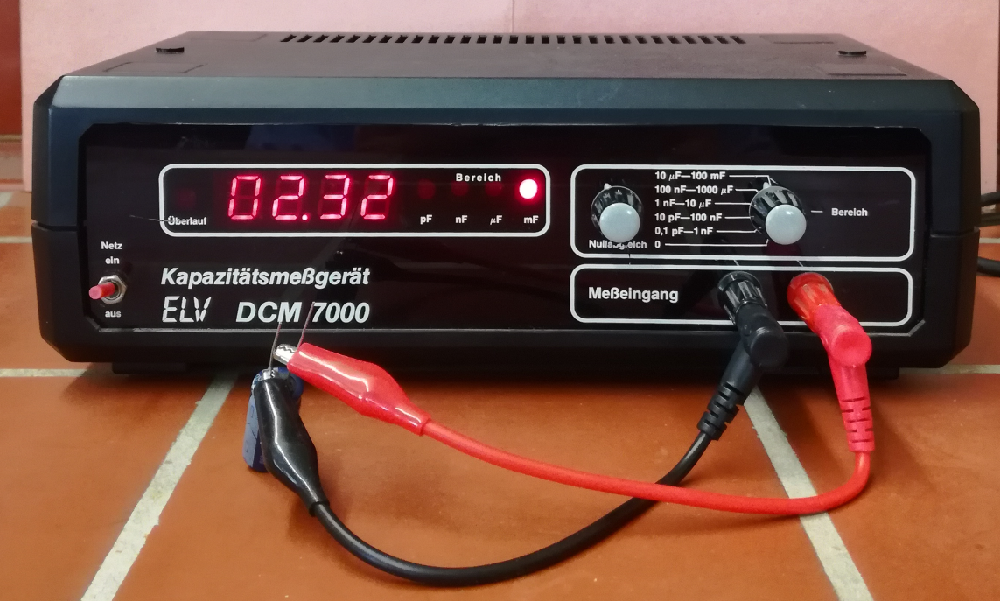 02.32
Bereich
Überlauf
pF nF µF mF
Netz
ein
aus
Kapazitätsmeßgerät
ELV DCM 7000
10 µF—100 mF
100 nF—1000 µF
1 nF—10 µF
10 pF—100 nF
0,1 pF—1 nF
0
Nullabgleich
Bereich
Meßeingang